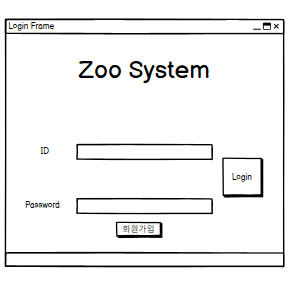 Login Frame
Zoo System
ID
Login
Password
회원가입